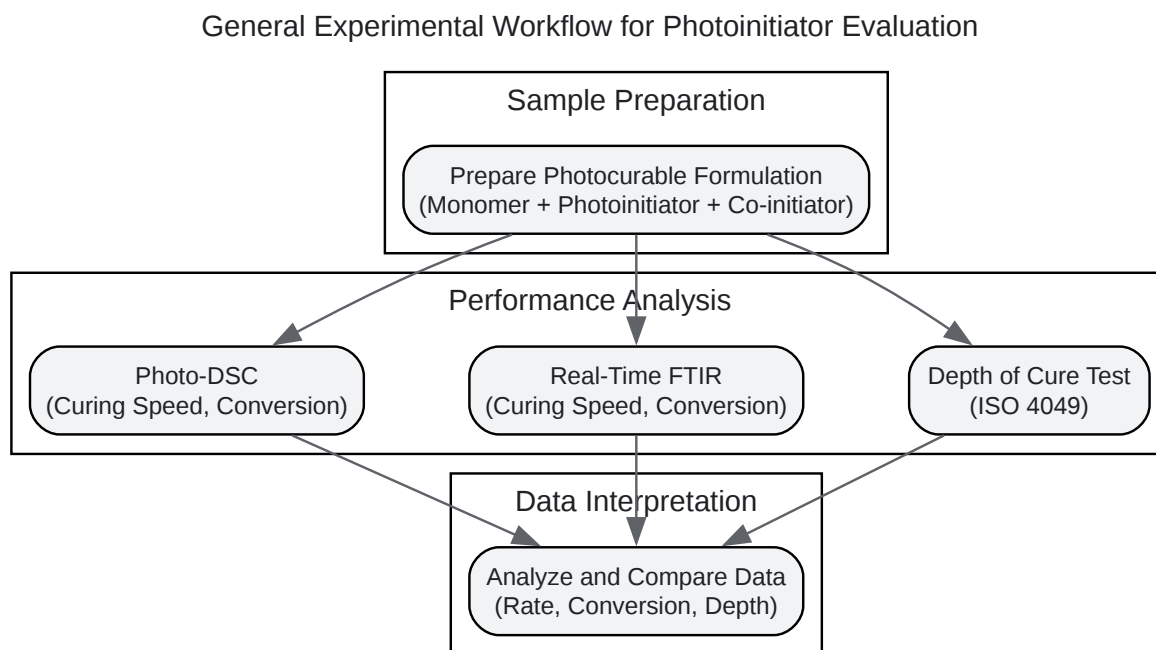 General Experimental Workflow for Photoinitiator Evaluation
Sample Preparation
Prepare Photocurable Formulation
(Monomer + Photoinitiator + Co-initiator)
Performance Analysis
Photo-DSC
(Curing Speed, Conversion)
Real-Time FTIR
(Curing Speed, Conversion)
Depth of Cure Test
(ISO 4049)
Data Interpretation
Analyze and Compare Data
(Rate, Conversion, Depth)